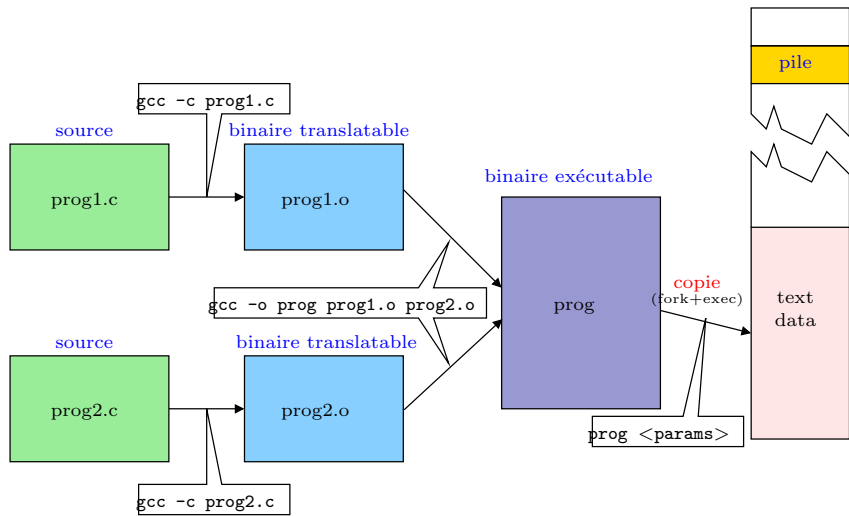 pile
gcc -c prog1.c
source
binaire translatable
prog1.c
prog1.o
binaire exécutable
copie
(fork+exec)
gcc -o prog prog1.o prog2.o
prog
text
data
source
binaire translatable
prog2.c
prog2.o
prog <params>
gcc -c prog2.c